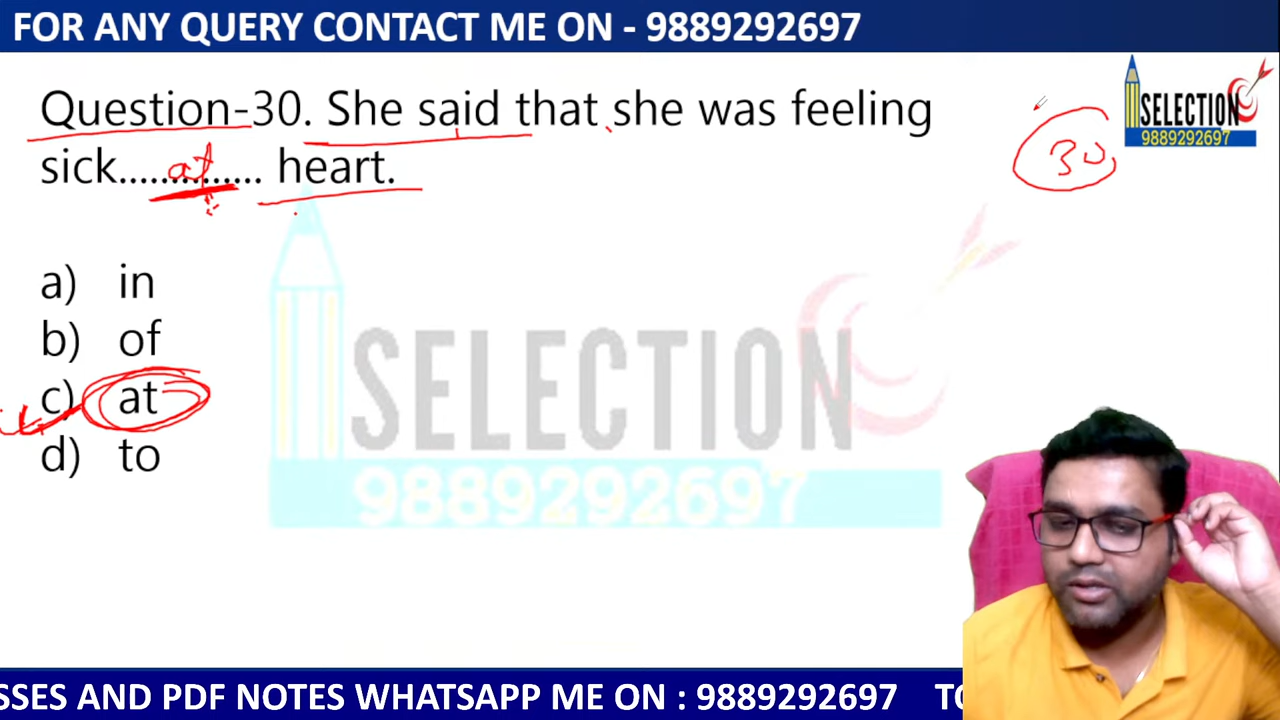 FOR ANY QUERY CONTACT ME ON - 9889292697
SELECTION
9889292697
Question-30. She said that she was feeling
30
sick.............. heart.
at
a) in
b) of
c) at
d) to
SELECTION
9889292697
SSES AND PDF NOTES WHATSAPP ME ON : 9889292697 TO